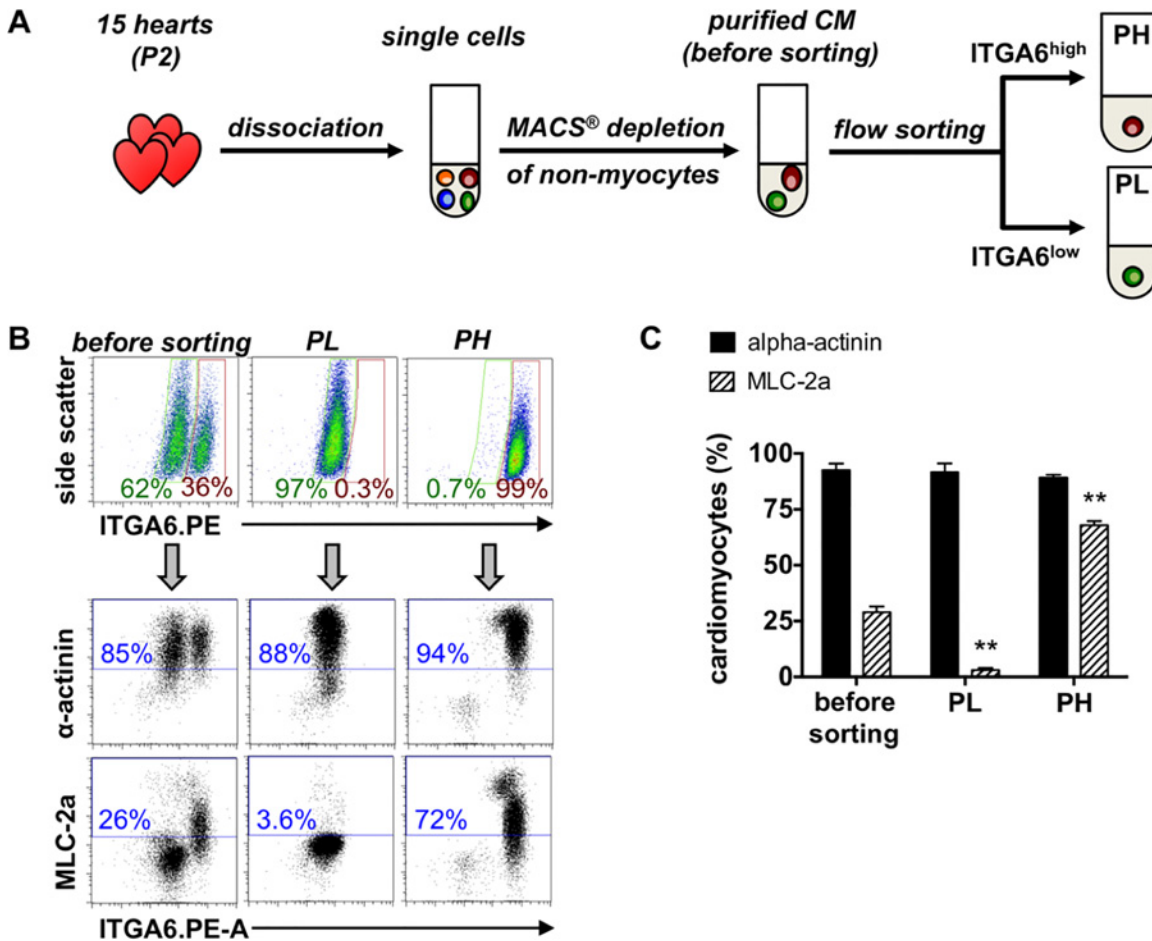 A
15 hearts
(P2)
dissociation
single cells
MACS® depletion
of non-myocytes
purified CM
(before sorting)
flow sorting
ITGA6high
PH
ITGA6low
PL
B
before sorting
PL
PH
side scatter
62%
36%
97%
0.3%
0.7%
99%
ITGA6.PE
α-actinin
85%
88%
94%
MLC-2a
26%
3.6%
72%
ITGA6.PE-A
C
alpha-actinin
MLC-2a
cardiomyocytes (%)
100
75
50
25
0
**
**
before
sorting
PL
PH